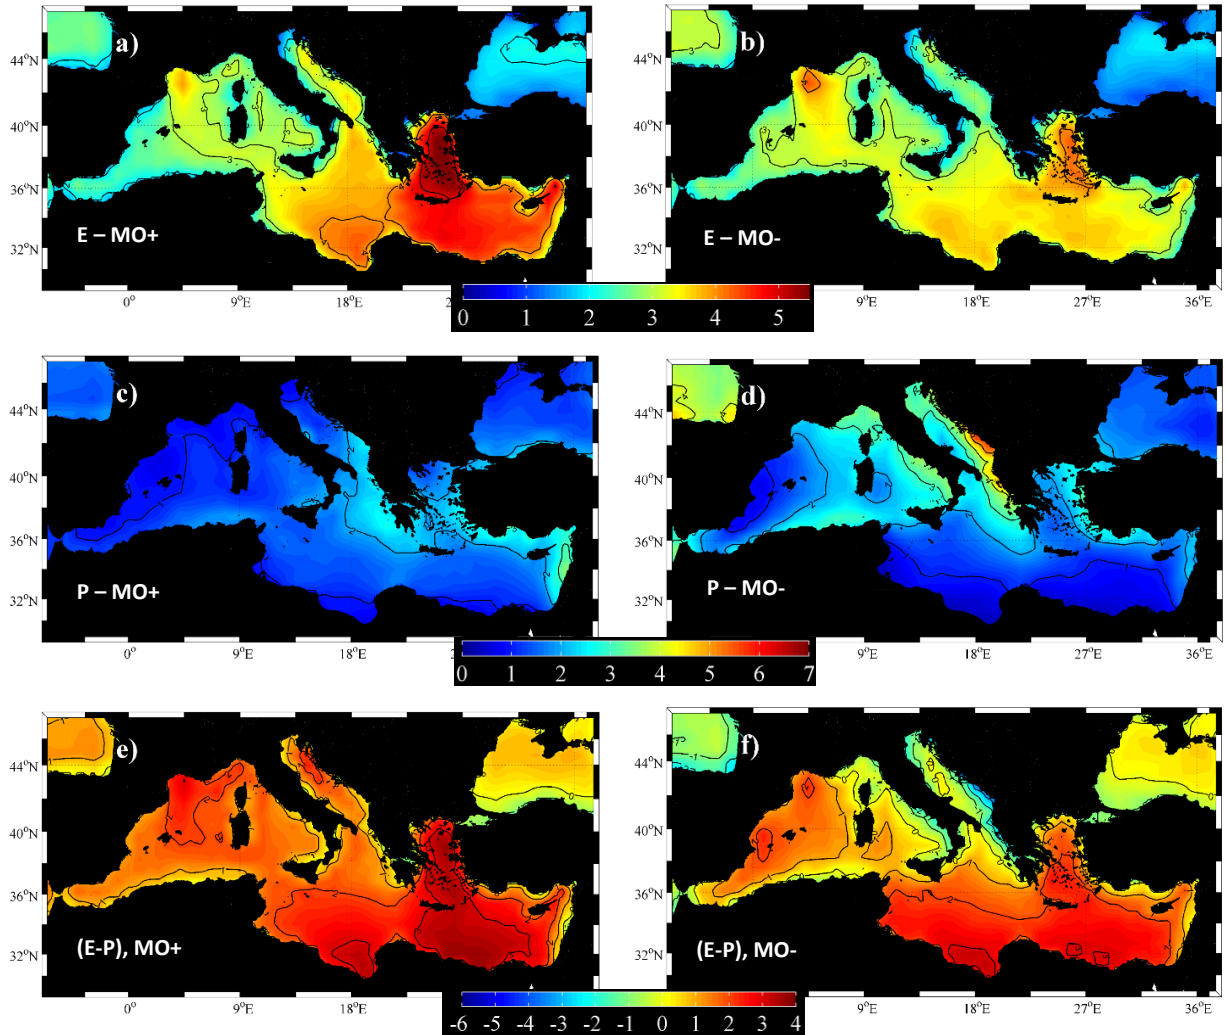 a)
b)
44°N
40°N
36°N
32°N
E – MO+
44°N
40°N
36°N
32°N
E – MO-
0°
9°E
18°E
9°E
18°E
27°E
36°E
0 1 2 3 4 5
c)
d)
44°N
40°N
36°N
32°N
P – MO+
44°N
40°N
36°N
32°N
P – MO-
0°
9°E
18°E
9°E
18°E
27°E
36°E
0 1 2 3 4 5 6 7
e)
f)
44°N
40°N
36°N
32°N
(E-P), MO+
44°N
40°N
36°N
32°N
(E-P), MO-
0°
9°E
18°E
9°E
18°E
27°E
36°E
-6 -5 -4 -3 -2 -1 0 1 2 3 4